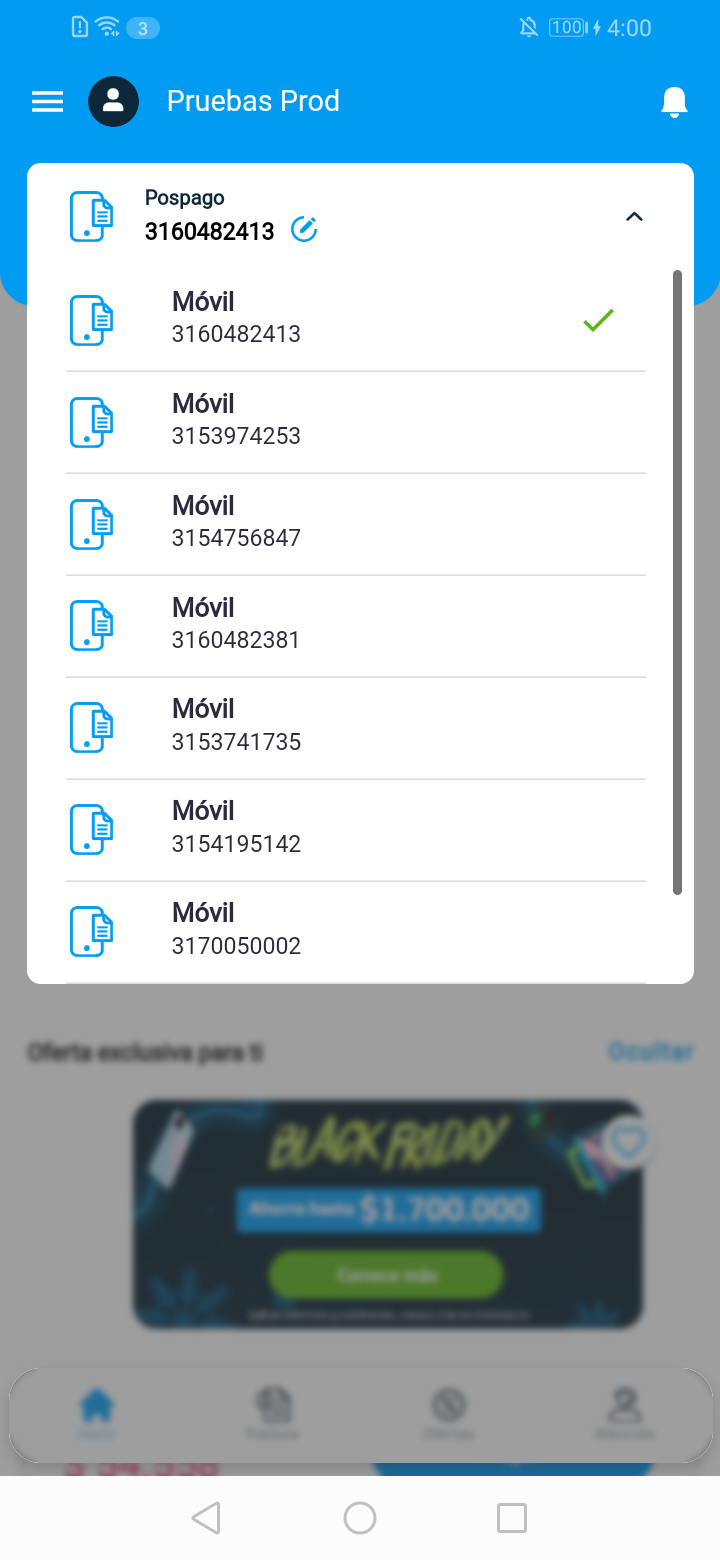 3
100
4:00
Pruebas Prod
Pospago
3160482413
Móvil
3160482413
Móvil
3153974253
Móvil
3154756847
Móvil
3160482381
Móvil
3153741735
Móvil
3154195142
Móvil
3170050002
Oferta exclusiva para ti
Ocultar
BLACK FRIDAY
Ahorra hasta $1.700.000
Conoce más
Inicio
Factura
Ofertas
Atención